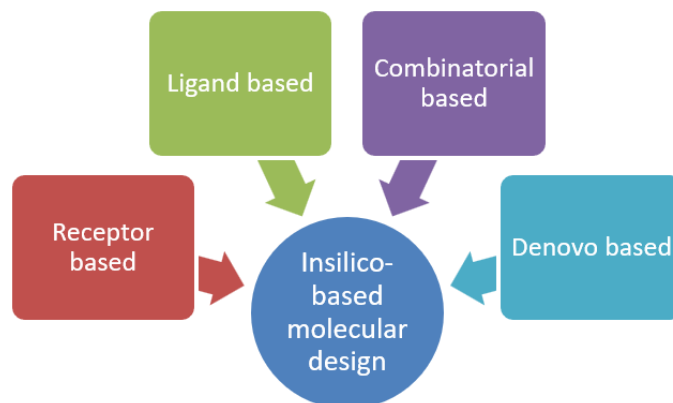 Ligand based
Combinatorial
based
Receptor
based
Denovo based
Insilico-
based
molecular
design